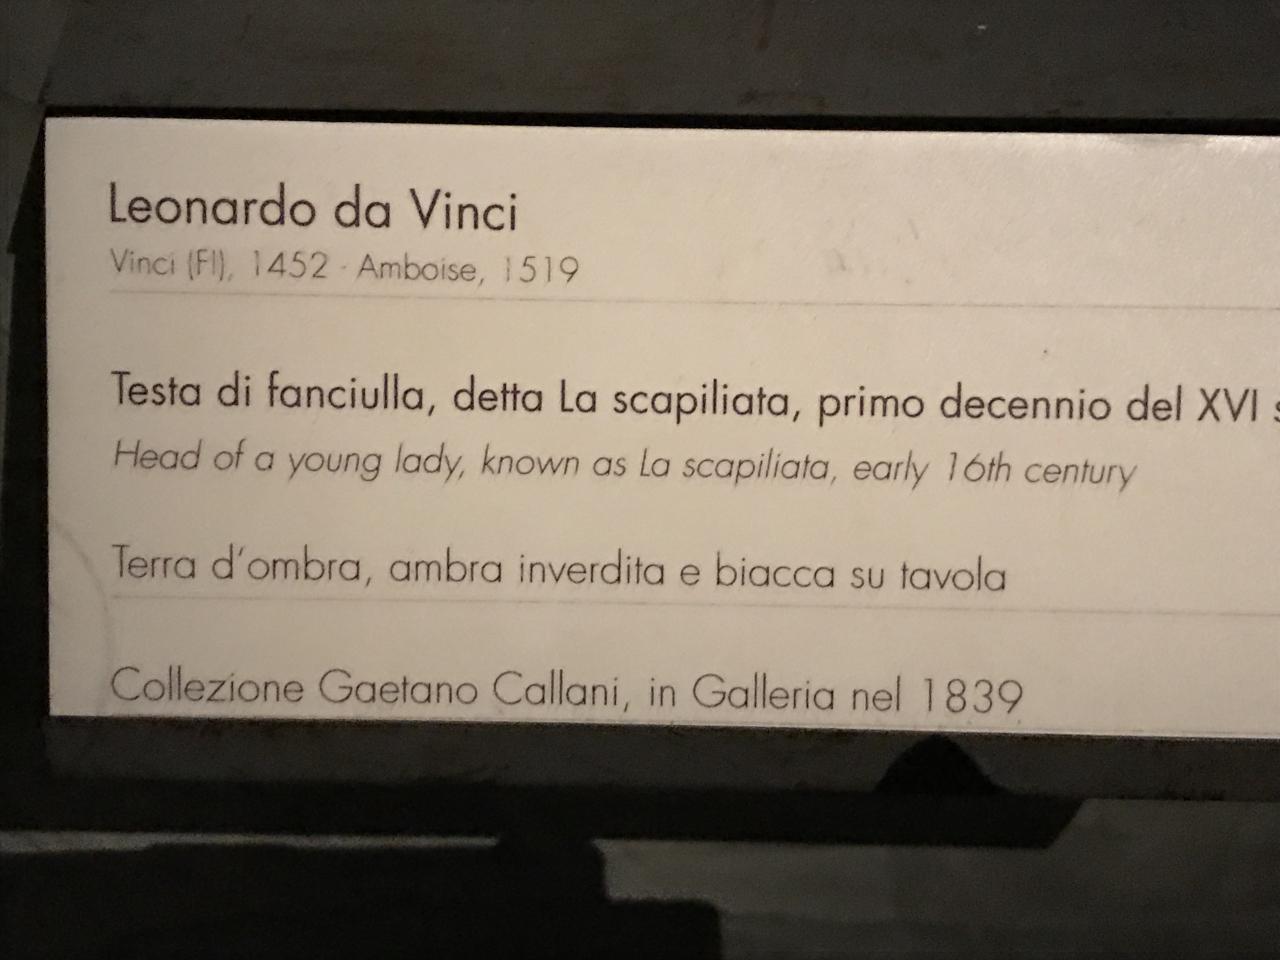 Leonardo da Vinci
Vinci (FI), 1452 - Amboise, 1519
Testa di fanciulla, detta La scapiliata, primo decennio del XVI
Head of a young lady, known as La scapiliata, early 16th century
Terra d'ombra, ambra inverdita e biacca su tavola
Collezione Gaetano Callani, in Galleria nel 1839